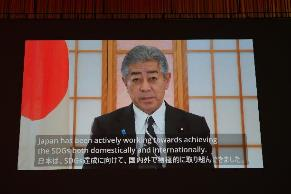 Japan has been actively working towards achieving
the SDGs both domestically and internationally.
日本は、SDGs達成に向けて、国内外で積極的に取り組んできました。